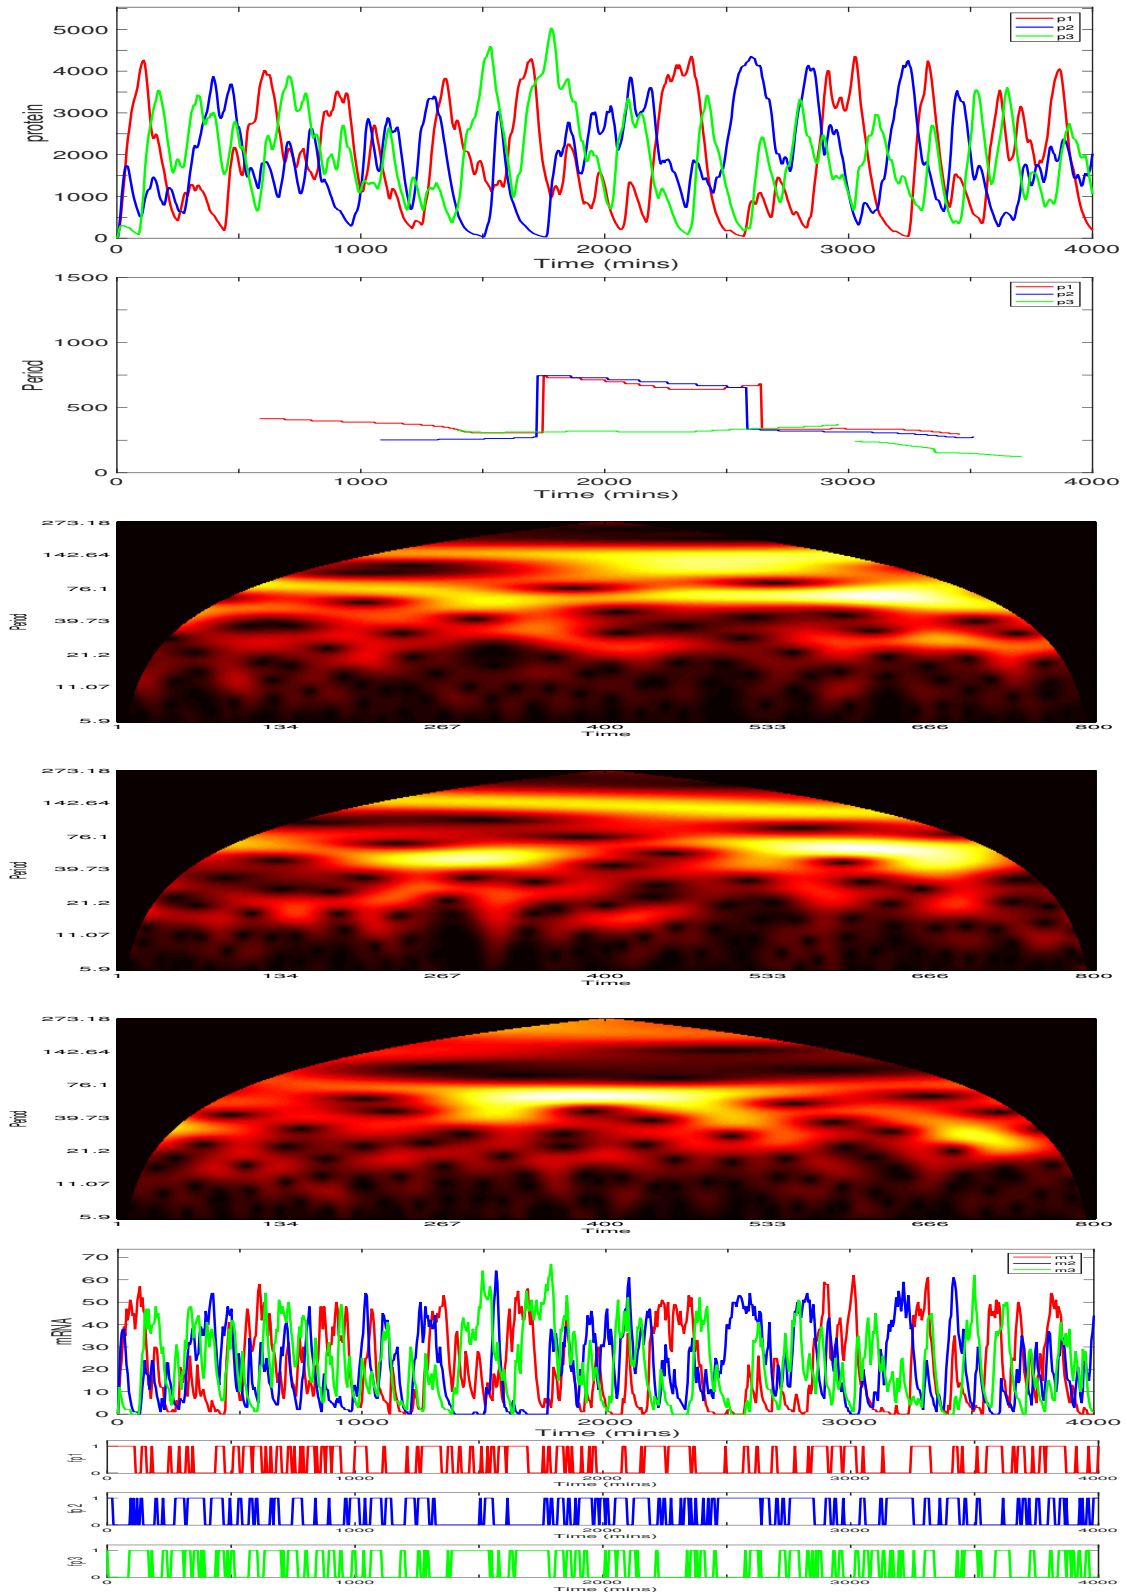 5000
4000
3000
2000
1000
0
protein
p1
p2
p3
0 1000 2000 3000 4000
Time (mins)
1500
1000
500
0
Period
p1
p2
p3
0 1000 2000 3000 4000
Time (mins)
273.18
142.64
76.1
39.73
21.2
11.07
5.9
Period
1 134 267 400 533 666 800
Time
273.18
142.64
76.1
39.73
21.2
11.07
5.9
Period
1 134 267 400 533 666 800
Time
273.18
142.64
76.1
39.73
21.2
11.07
5.9
Period
1 134 267 400 533 666 800
Time
70
60
50
40
30
20
10
0
mRNA
m1
m2
m3
0 1000 2000 3000 4000
Time (mins)
1
0
fp1
0 1000 2000 3000 4000
Time (mins)
1
0
fp2
0 1000 2000 3000 4000
Time (mins)
1
0
fp3
0 1000 2000 3000 4000
Time (mins)